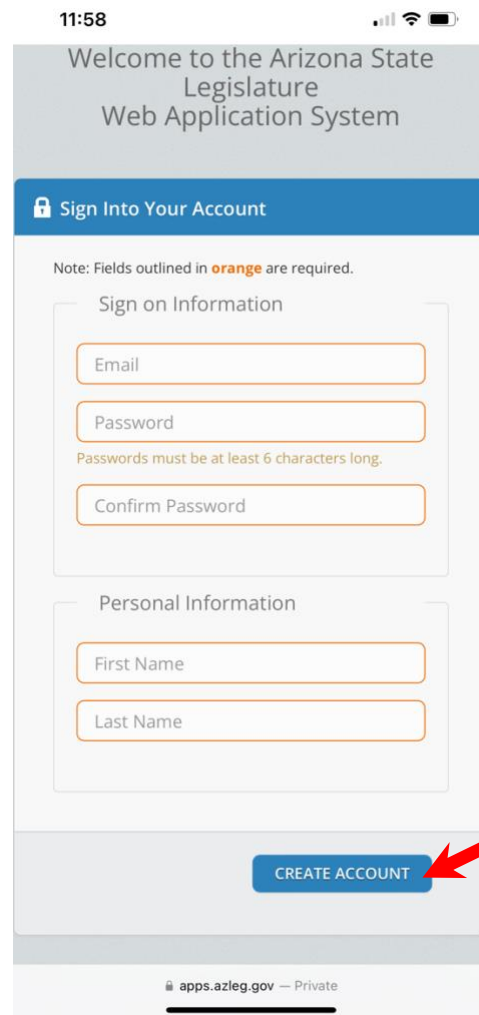 11:58
Welcome to the Arizona State
Legislature
Web Application System
Sign Into Your Account
Note: Fields outlined in orange are required.
Sign on Information
Email
Password
Passwords must be at least 6 characters long.
Confirm Password
Personal Information
First Name
Last Name
CREATE ACCOUNT
apps.azleg.gov — Private